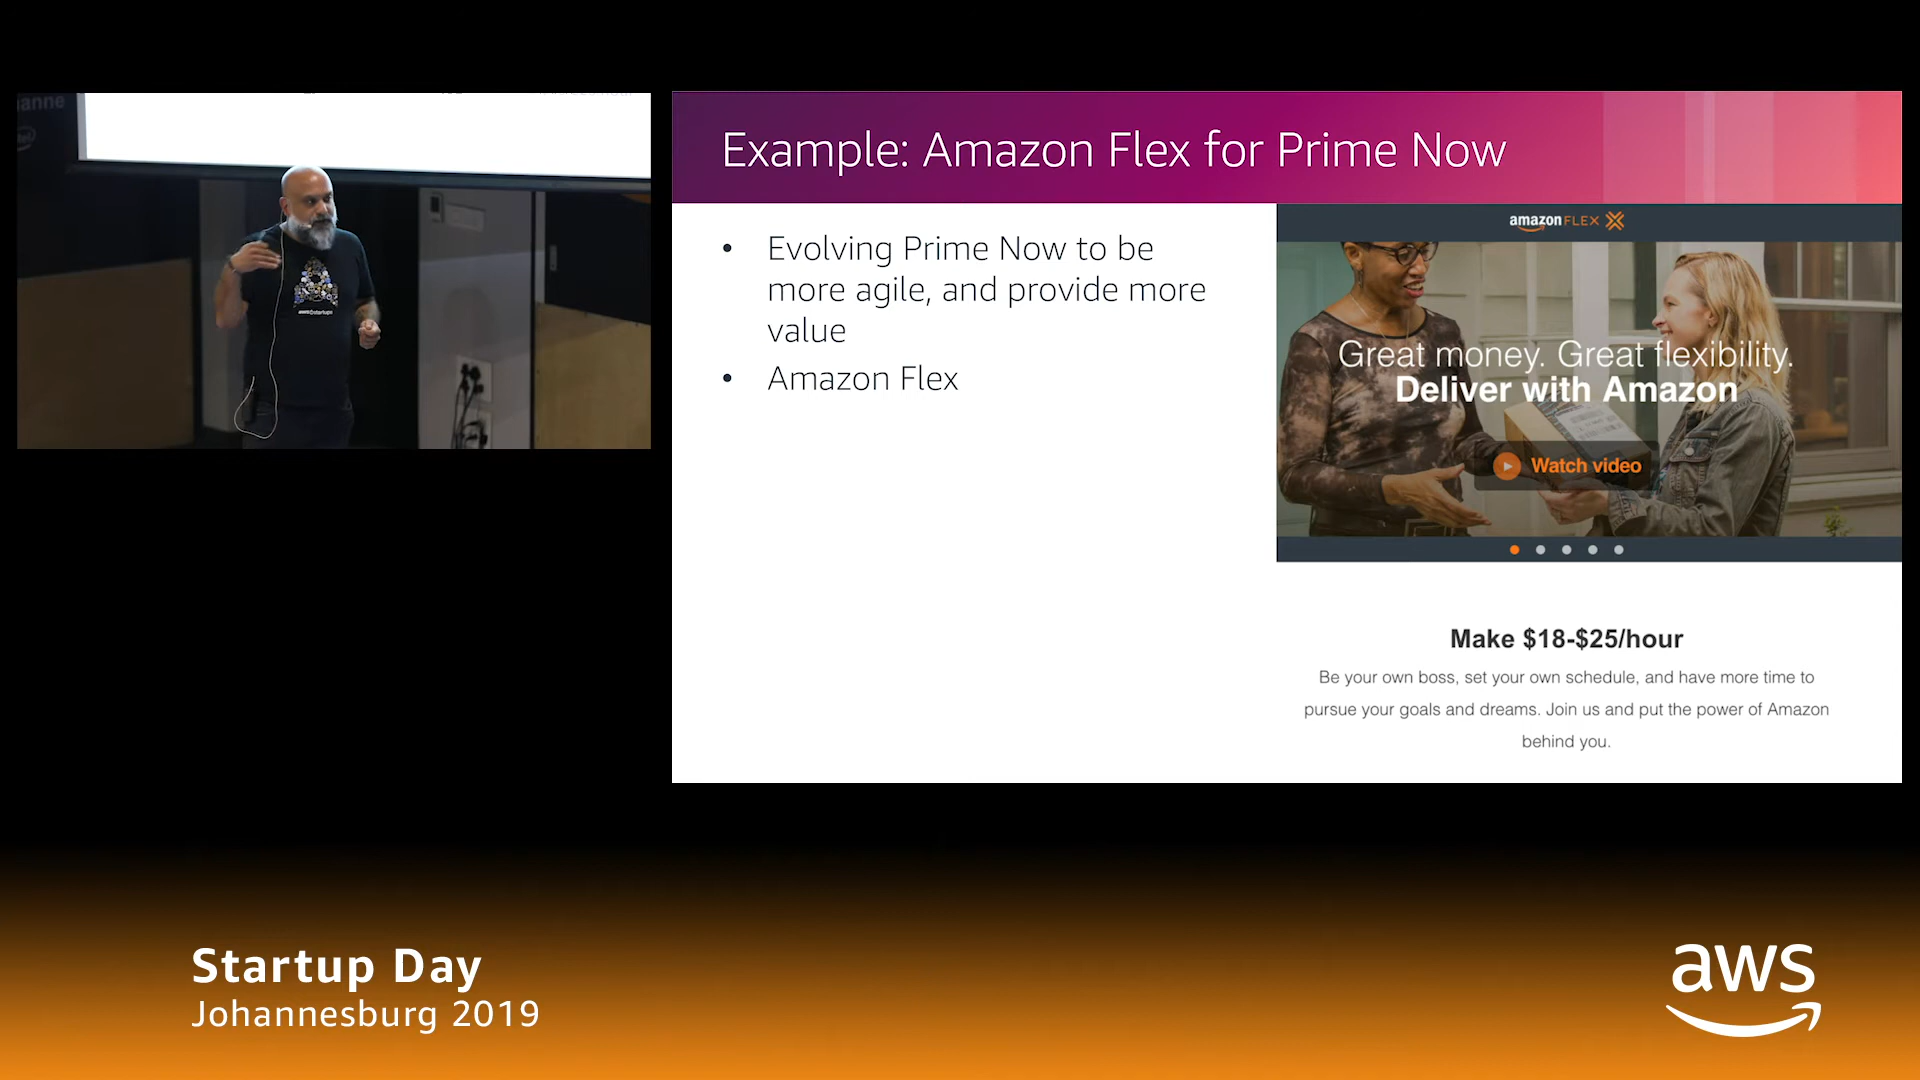 Example: Amazon Flex for Prime Now
• Evolving Prime Now to be
more agile, and provide more
value
• Amazon Flex
amazon FLEX
Great money. Great flexibility.
Deliver with Amazon
Watch video
Make $18-$25/hour
Be your own boss, set your own schedule, and have more time to
pursue your goals and dreams. Join us and put the power of Amazon
behind you.
Startup Day
Johannesburg 2019
aws